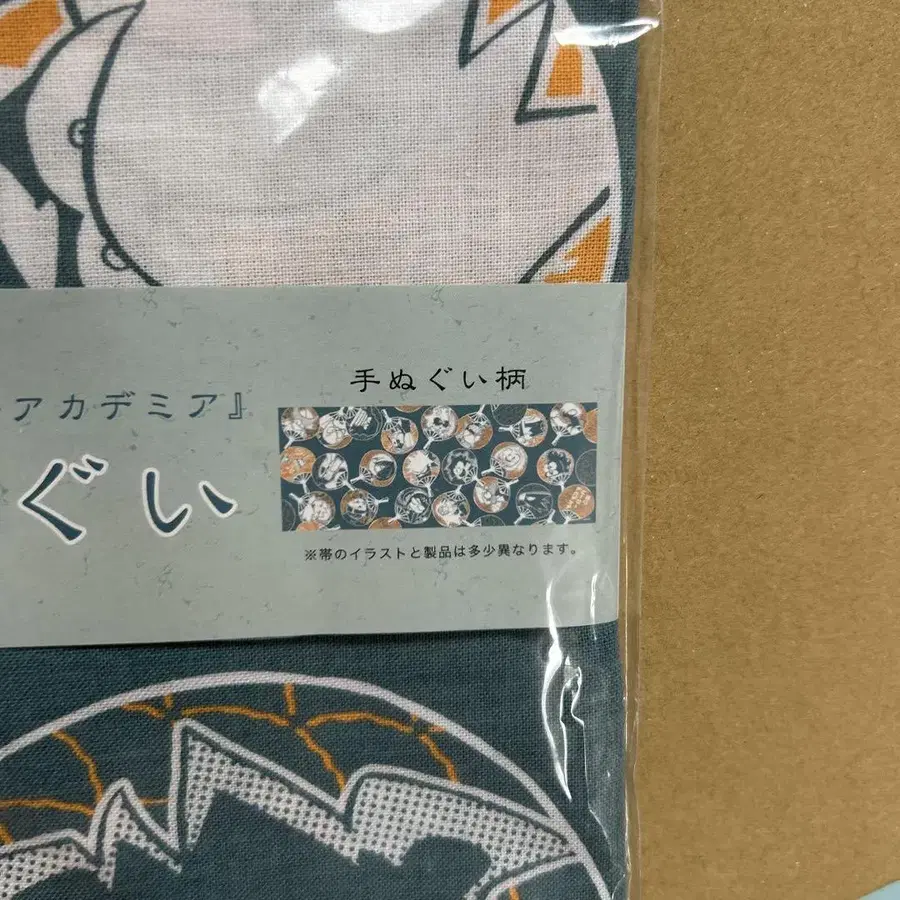 アカデミア』
ぐい
手ぬぐい柄
※帯のイラストと製品は多少異なります。